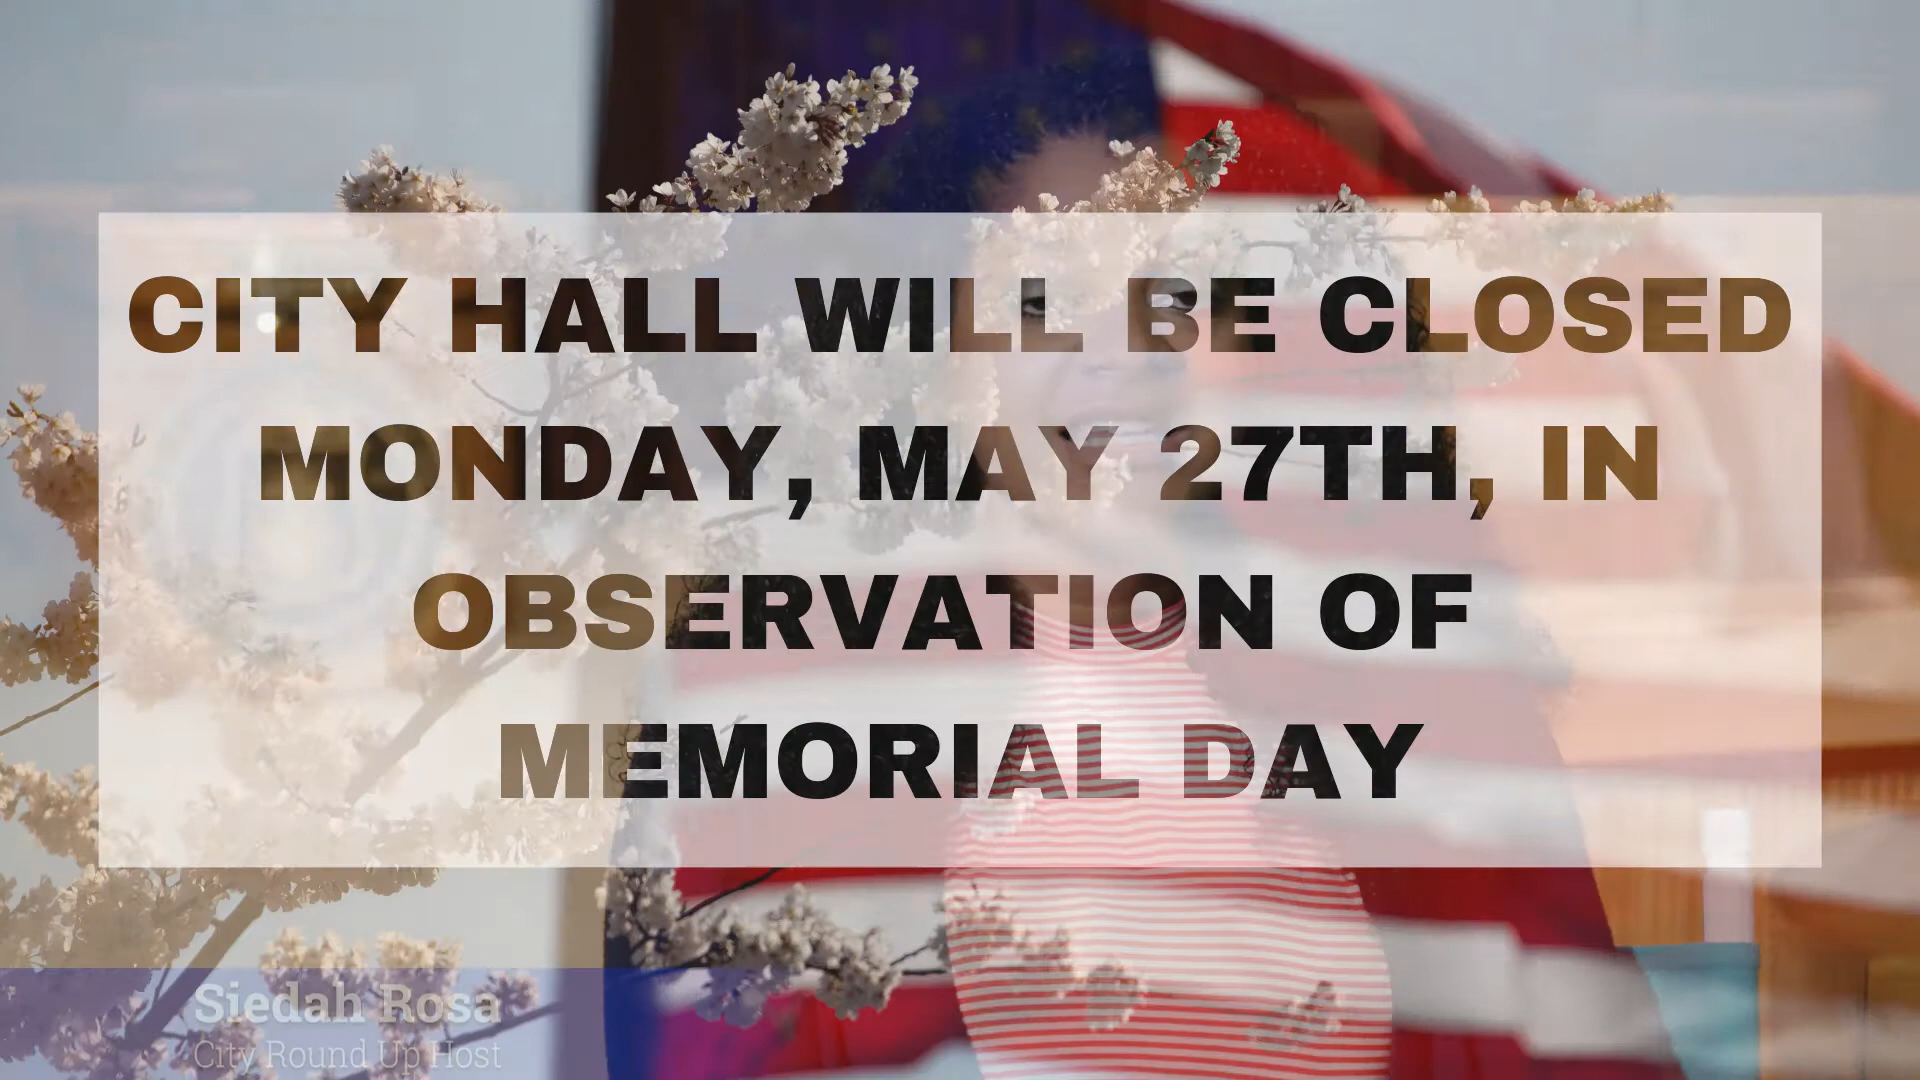 CITY HALL WILL BE CLOSED
MONDAY, MAY 27TH, IN
OBSERVATION OF
MEMORIAL DAY
Siedah Rosa
City Round Up Host